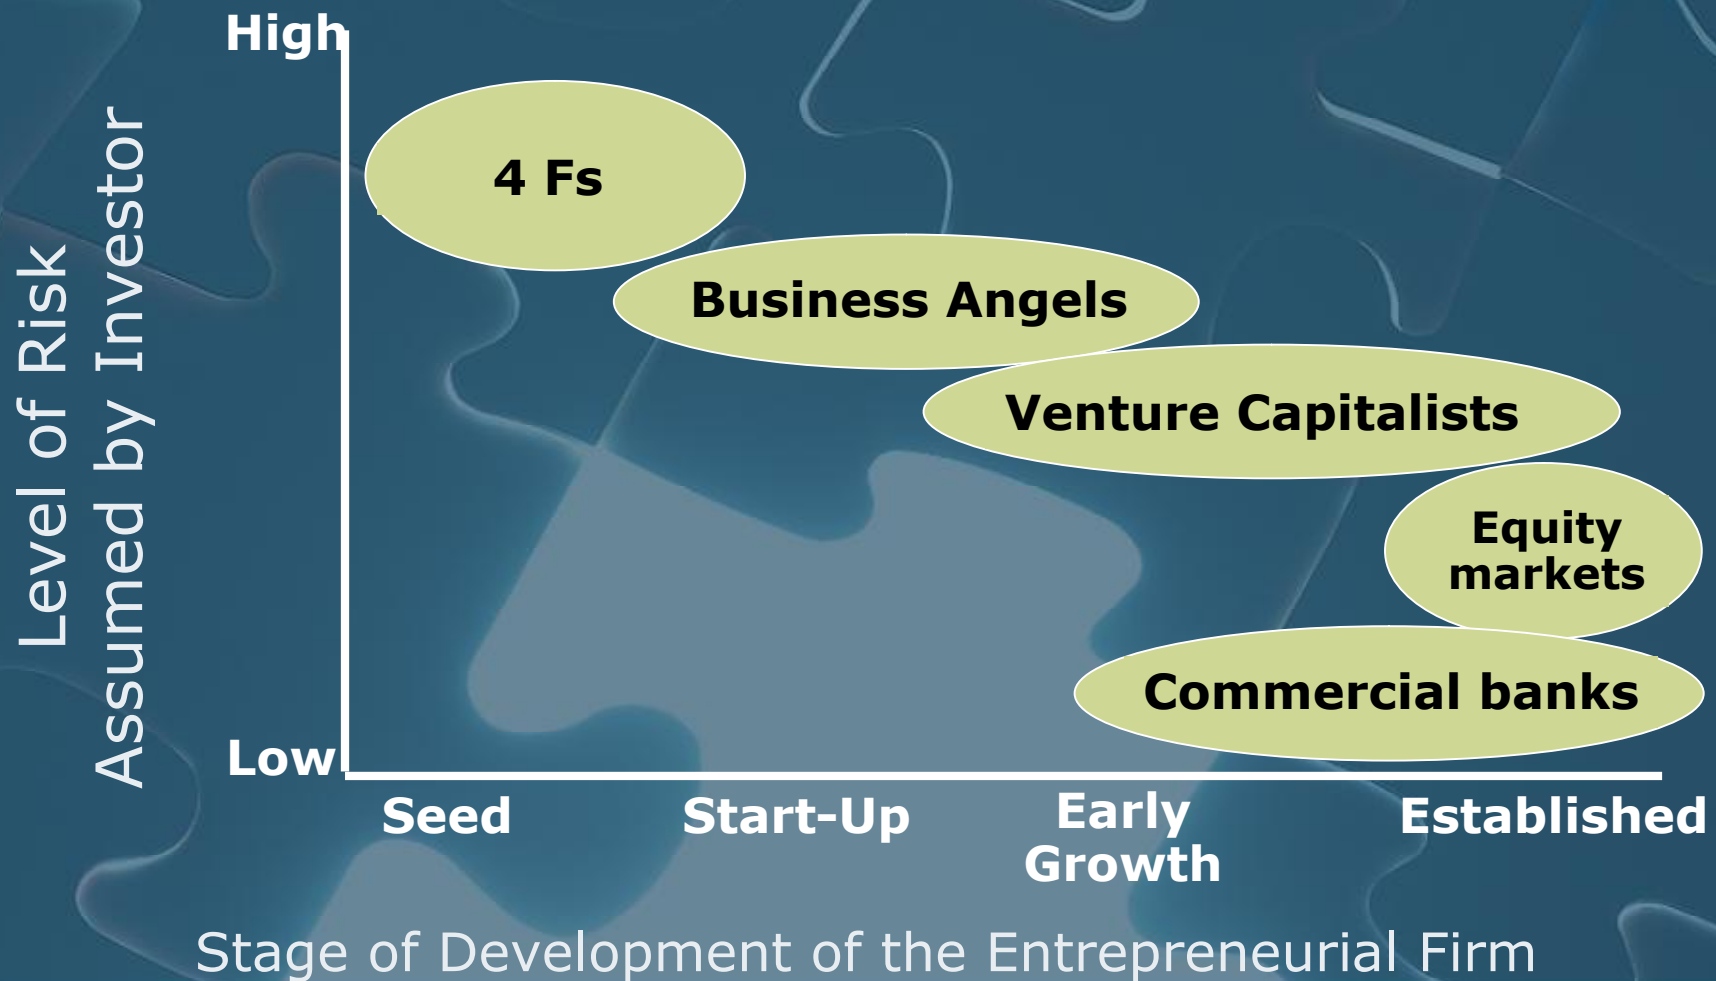 High
4 Fs
Business Angels
Venture Capitalists
Equity
markets
Commercial banks
Low
Level of Risk
Assumed by Investor
Seed
Start-Up
Early
Growth
Established
Stage of Development of the Entrepreneurial Firm